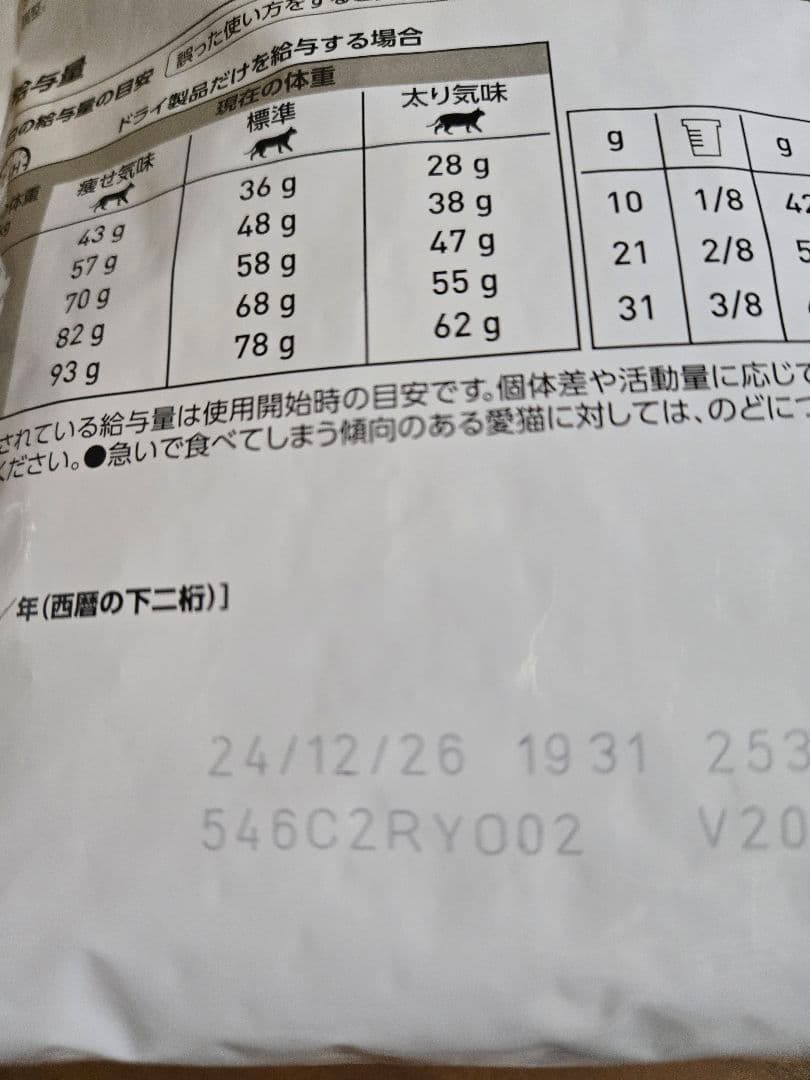 調整
給与量
誤った使い方をす
日の給与量の目安
ドライ製品だけを給与する場合
現在の体重
体重
痩せ気味
標準
太り気味
43 g 36 g 28 g
57 g 48 g 38 g
70 g 58 g 47 g
82 g 68 g 55 g
93 g 78 g 62 g
g g
10 1/8 42
21 2/8 5
31 3/8
されている給与量は使用開始時の目安です。個体差や活動量に応じて
ください。●急いで食べてしまう傾向のある愛猫に対しては、のどにつ
/年(西暦の下二桁)]
24/12/26 19 31 253
546C2RY002 V20